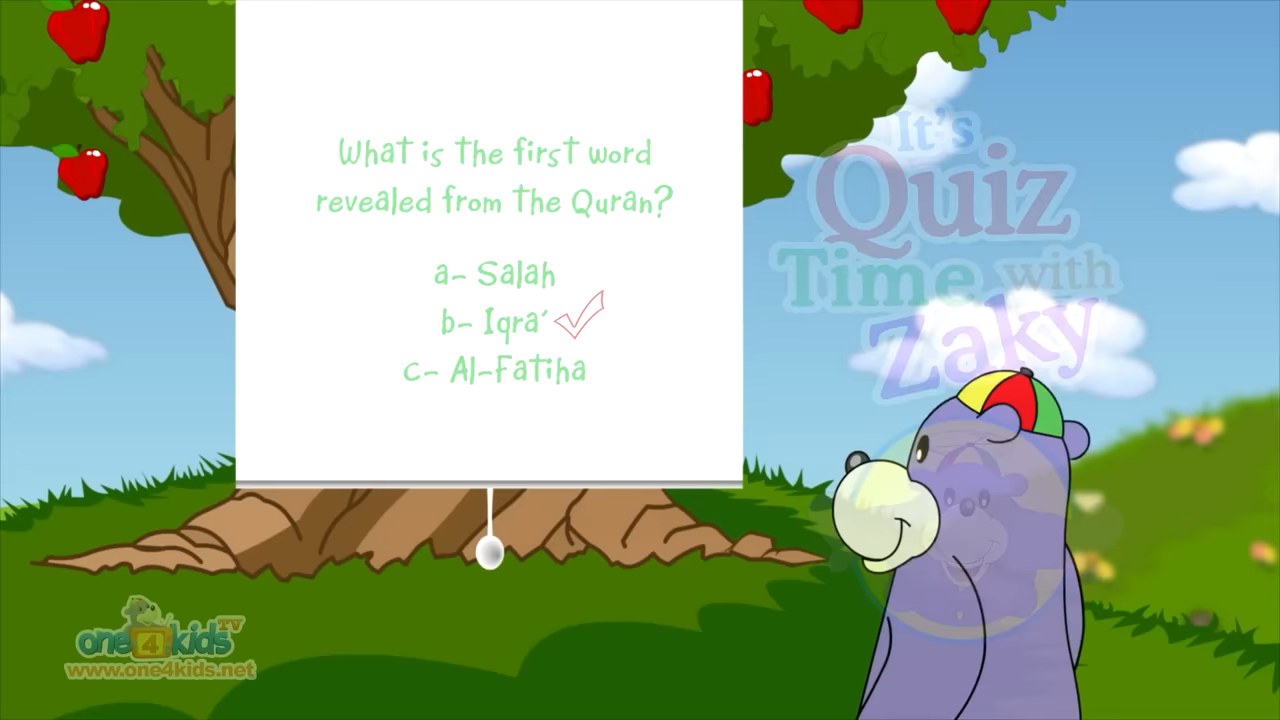 What is the first word
revealed from the Quran?
a- Salah
b- Iqra'
c- Al-Fatiha
It's
Quiz
Time with
Zaky
one4kids TV
www.one4kids.net